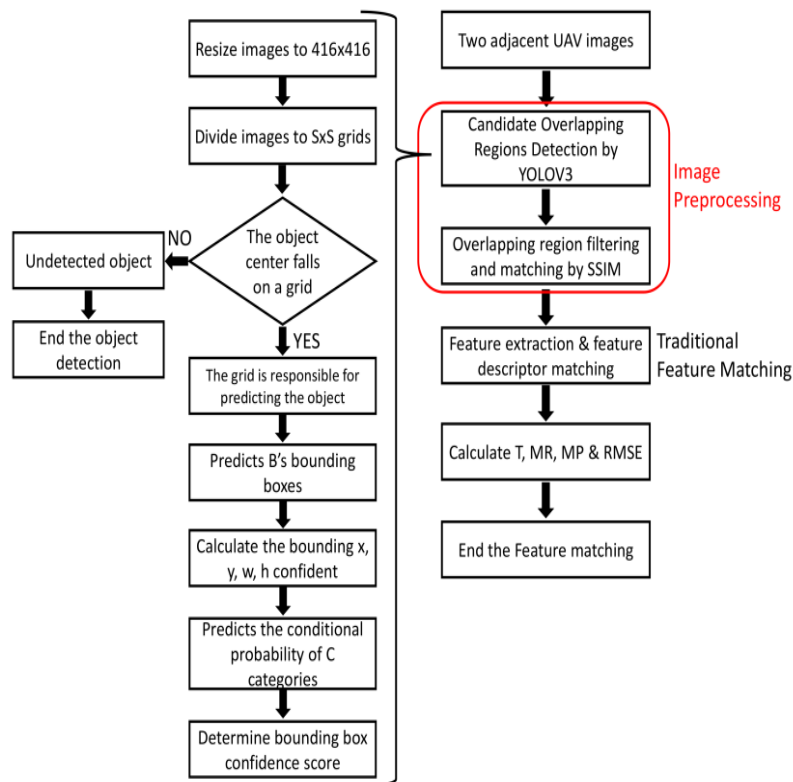 Resize images to 416x416
Divide images to SxS grids
The object
center falls
on a grid
NO
Undetected object
End the object
detection
YES
The grid is responsible for
predicting the object
Predicts B's bounding
boxes
Calculate the bounding x,
y, w, h confident
Predicts the conditional
probability of C
categories
Determine bounding box
confidence score
Two adjacent UAV images
Candidate Overlapping
Regions Detection by
YOLOV3
Image
Preprocessing
Overlapping region filtering
and matching by SSIM
Feature extraction & feature
descriptor matching
Traditional
Feature Matching
Calculate T, MR, MP & RMSE
End the Feature matching